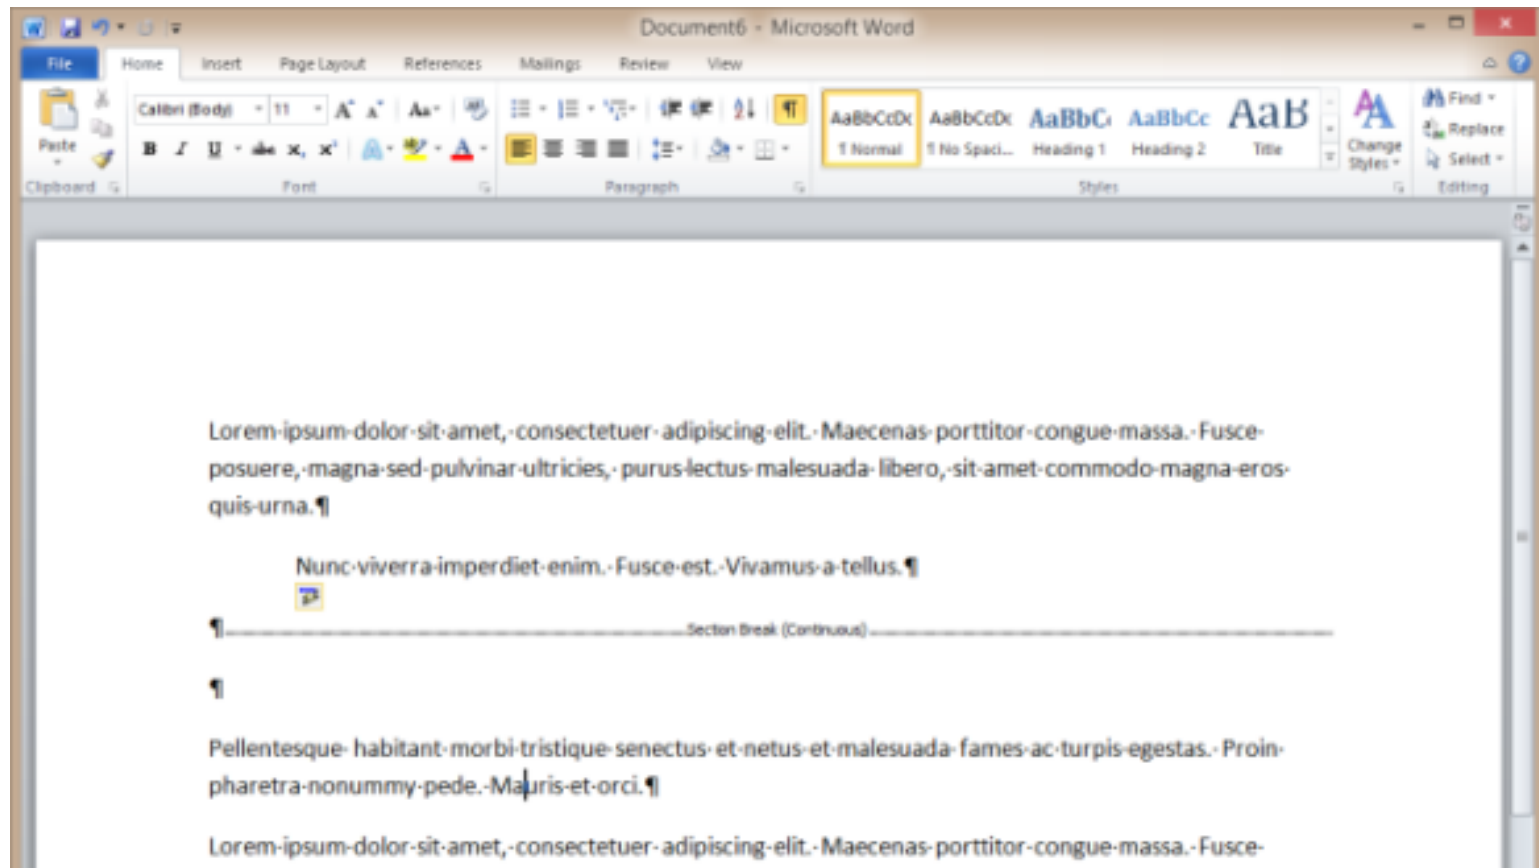 Document6 - Microsoft Word
File Home Insert Page Layout References Mailings Review View
Calibri (Body) 11 A A Aa Find
AaBbCcDc AaBbCcDc AaBbC AaBbCc AaB
Paste B I U abc x, x² A A Change Styles Replace
¶ Normal ¶ No Spaci... Heading 1 Heading 2 Title Select
Clipboard Font Paragraph Styles Editing
Lorem·ipsum·dolor·sit·amet,·consectetuer·adipiscing·elit.·Maecenas·porttitor·congue·massa.·Fusce·
posuere,·magna·sed·pulvinar·ultricies,·purus·lectus·malesuada·libero,·sit·amet·commodo·magna·eros·
quis·urna.¶
Nunc·viverra·imperdiet·enim.·Fusce·est.·Vivamus·a·tellus.¶
¶ Section Break (Continuous)
¶
Pellentesque·habitant·morbi·tristique·senectus·et·netus·et·malesuada·fames·ac·turpis·egestas.·Proin·
pharetra·nonummy·pede.·Mauris·et·orci.¶
Lorem·ipsum·dolor·sit·amet,·consectetuer·adipiscing·elit.·Maecenas·porttitor·congue·massa.·Fusce·